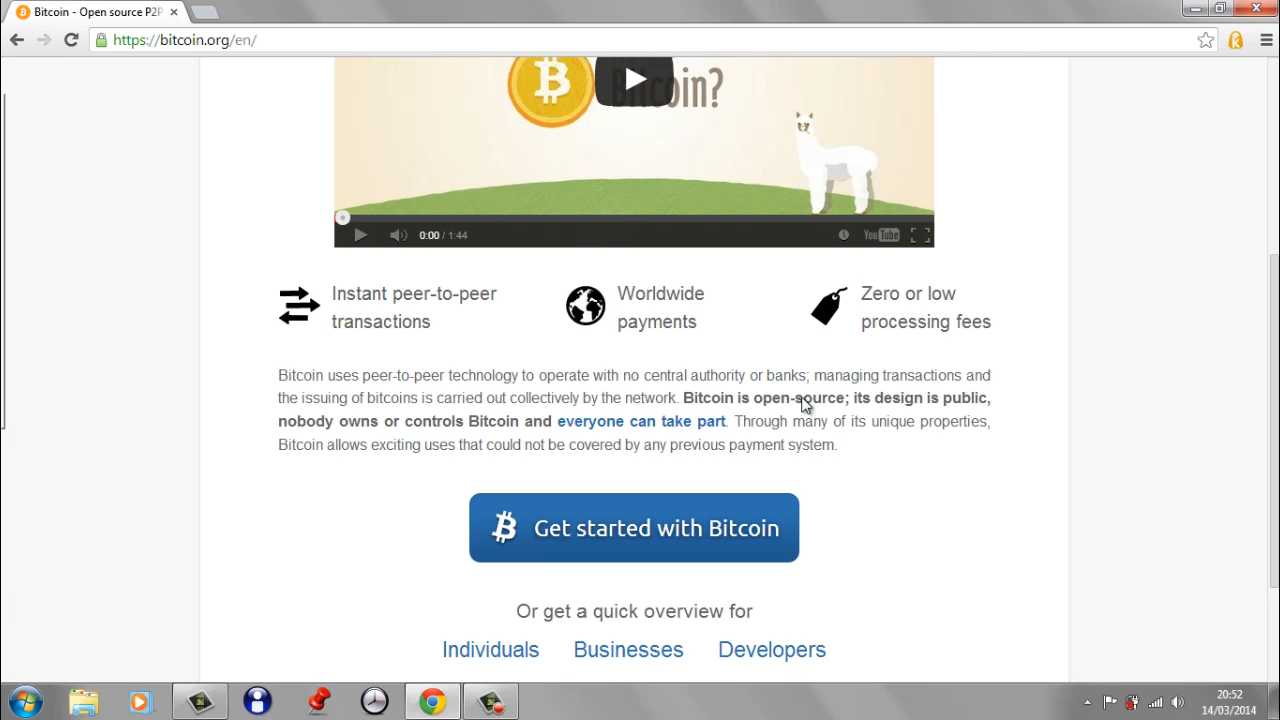 Bitcoin - Open source P2P
https://bitcoin.org/en/
Bitcoin?
0:00 / 1:44
YouTube
Instant peer-to-peer
transactions
Worldwide
payments
Zero or low
processing fees
Bitcoin uses peer-to-peer technology to operate with no central authority or banks; managing transactions and
the issuing of bitcoins is carried out collectively by the network. Bitcoin is open-source; its design is public,
nobody owns or controls Bitcoin and everyone can take part. Through many of its unique properties,
Bitcoin allows exciting uses that could not be covered by any previous payment system.
Get started with Bitcoin
Or get a quick overview for
Individuals Businesses Developers
20:52
14/03/2014